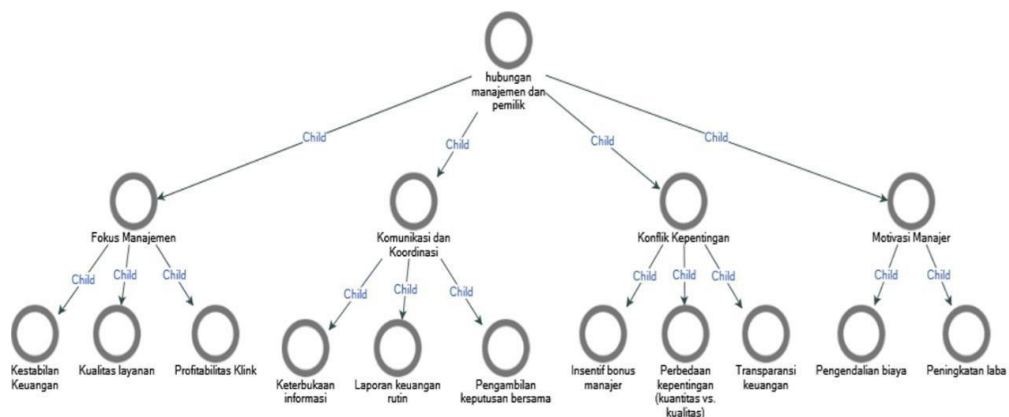 hubungan
manajemen dan
pemilik
Child
Child
Child
Child
Fokus Manajemen
Komunikasi dan
Koordinasi
Konflik Kepentingan
Motivasi Manajer
Child
Child
Child
Child
Child
Child
Child
Child
Child
Child
Child
Kestabilan
Keuangan
Kualitas layanan
Profitabilitas Klink
Keterbukaan
informasi
Laporan keuangan
rutin
Pengambilan
keputusan bersama
Insentif bonus
manajer
Perbedaan
kepentingan
(kuantitas vs.
kualitas)
Transparansi
keuangan
Pengendalian biaya
Peningkatan laba